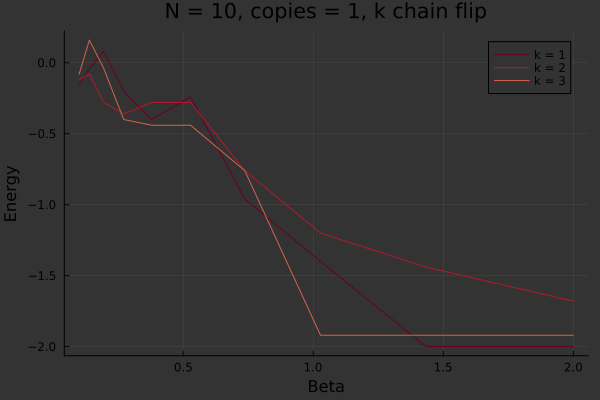 N = 10, copies = 1, k chain flip
k = 1
k = 2
k = 3
0.0
−0.5
−1.0
−1.5
−2.0
Energy
0.5
1.0
1.5
2.0
Beta